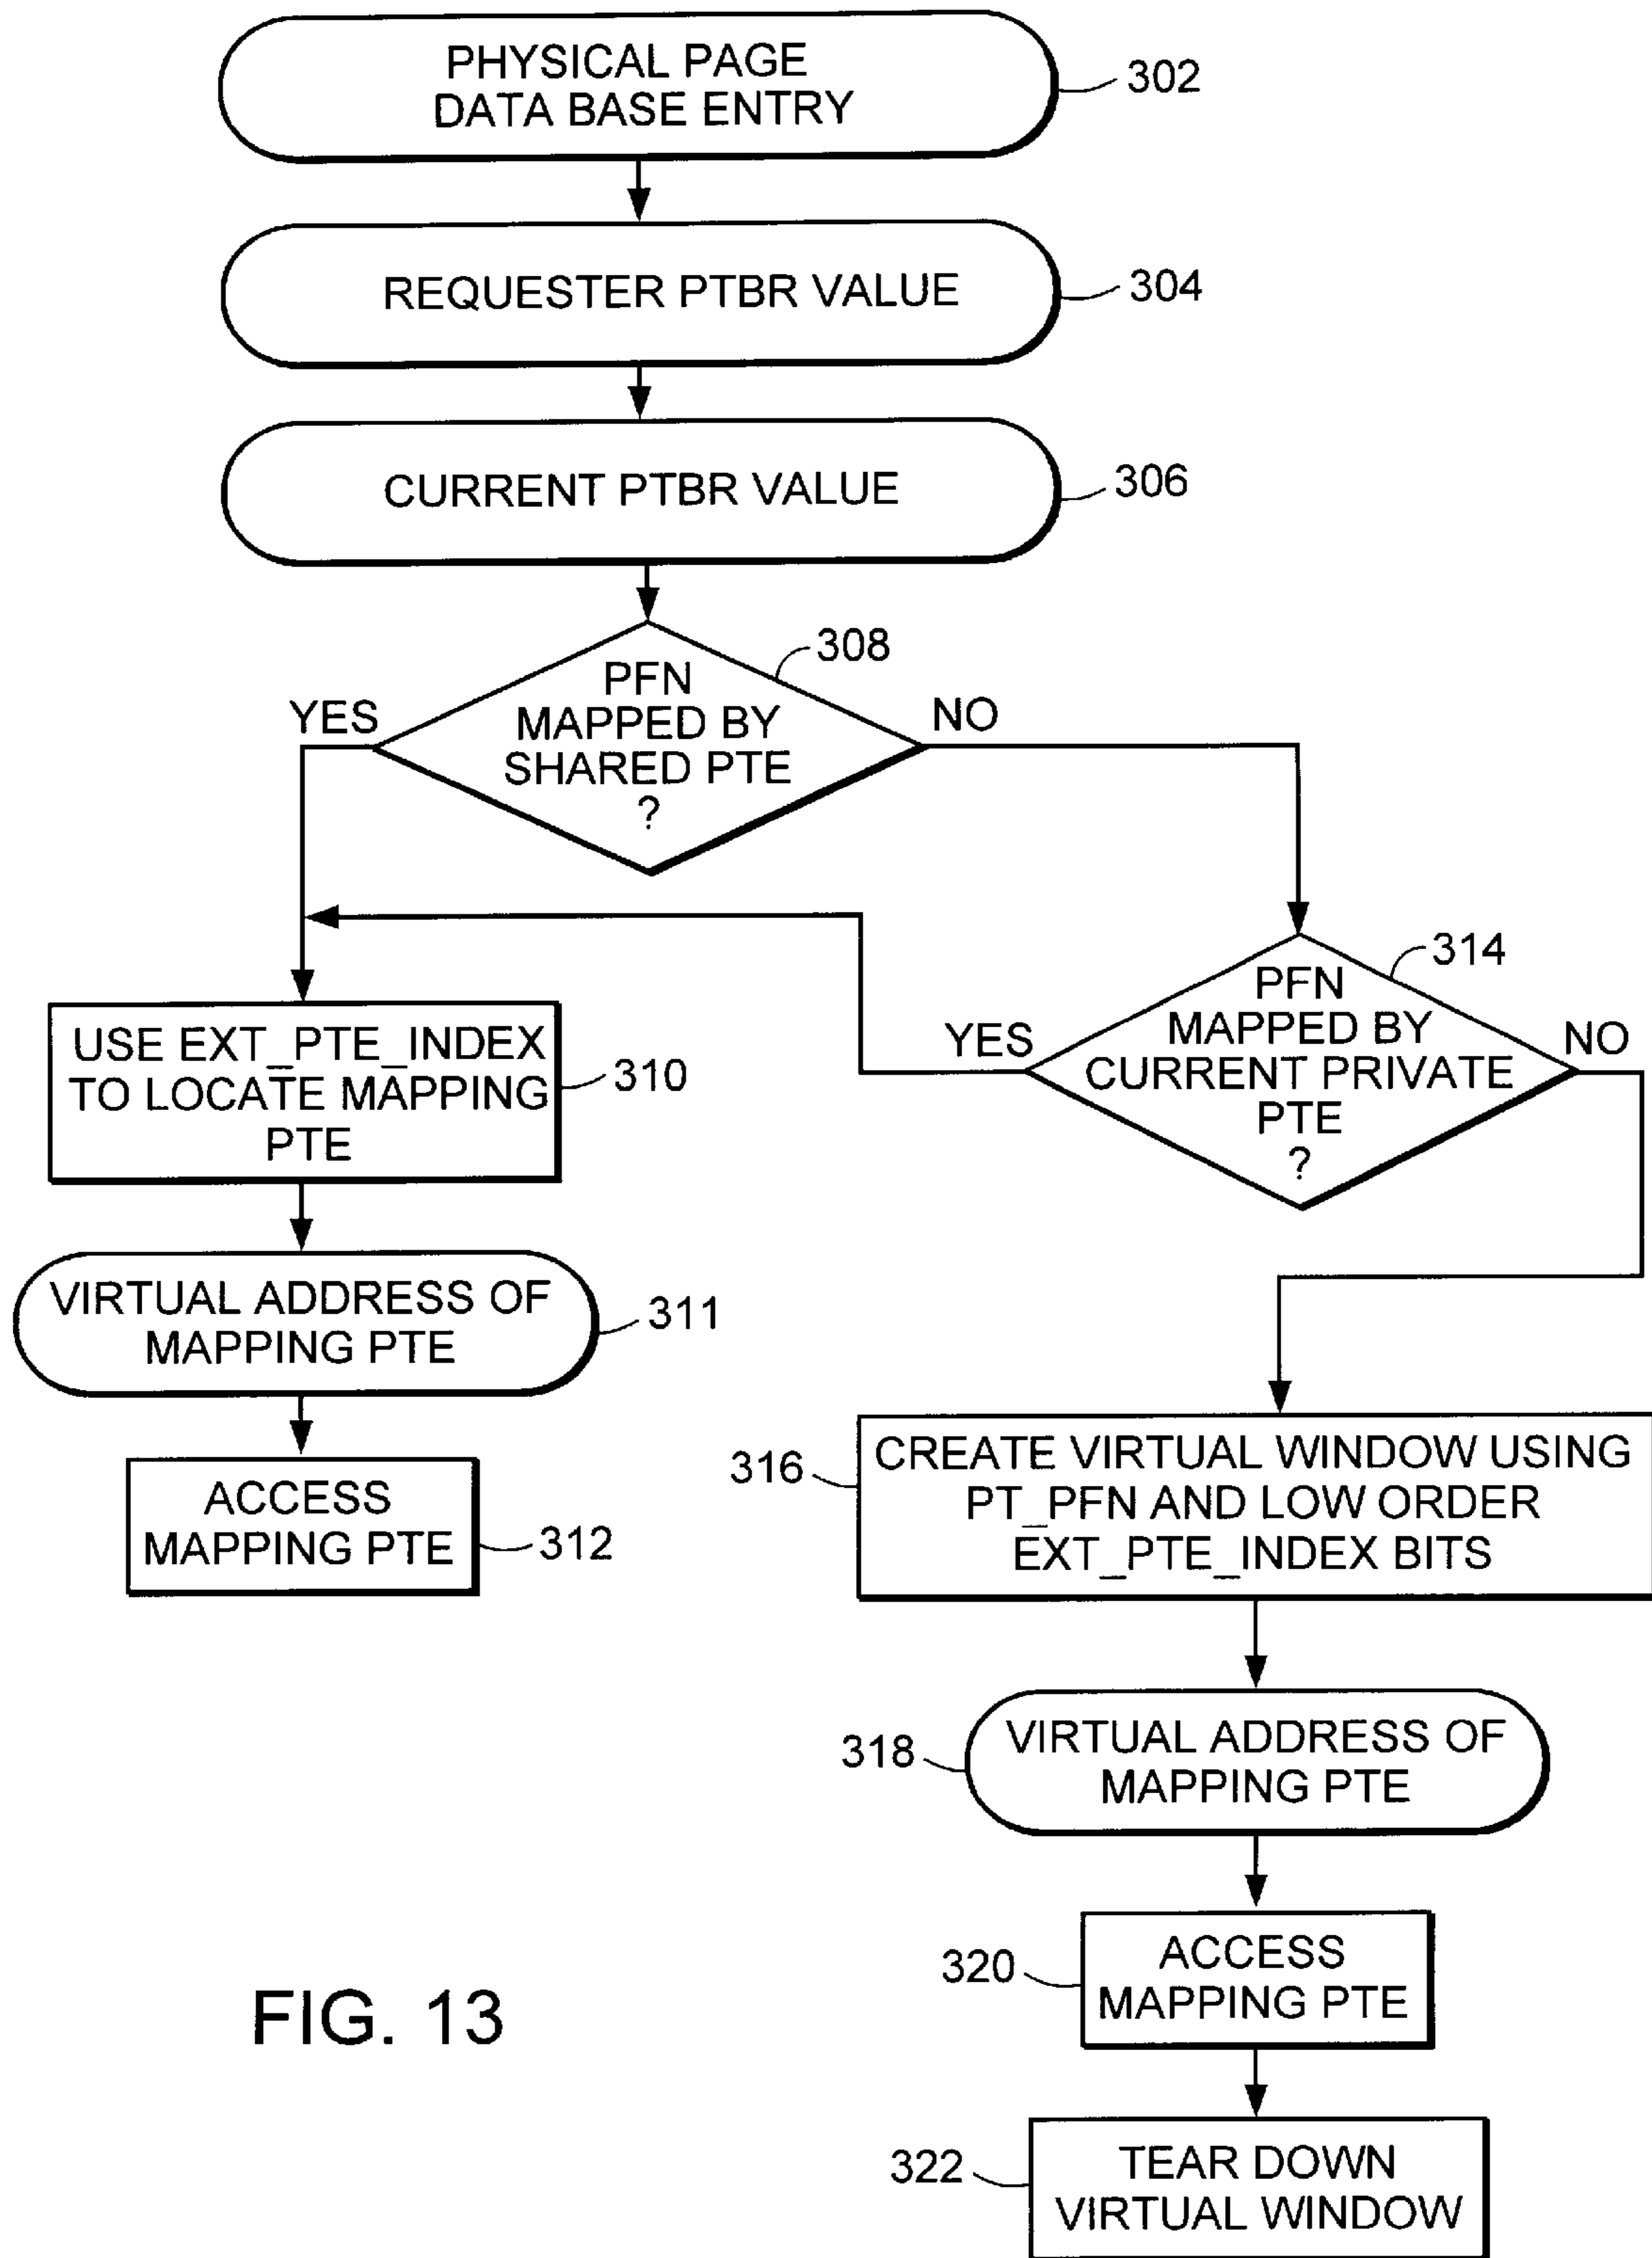 PHYSICAL PAGE
DATA BASE ENTRY
302
REQUESTER PTBR VALUE
304
CURRENT PTBR VALUE
306
308
PFN
MAPPED BY
SHARED PTE
?
YES
NO
314
PFN
MAPPED BY
CURRENT PRIVATE
PTE
?
YES
NO
USE EXT_PTE_INDEX
TO LOCATE MAPPING
PTE
310
VIRTUAL ADDRESS OF
MAPPING PTE
311
ACCESS
MAPPING PTE
312
316
CREATE VIRTUAL WINDOW USING
PT_PFN AND LOW ORDER
EXT_PTE_INDEX BITS
318
VIRTUAL ADDRESS OF
MAPPING PTE
320
ACCESS
MAPPING PTE
322
TEAR DOWN
VIRTUAL WINDOW
FIG. 13